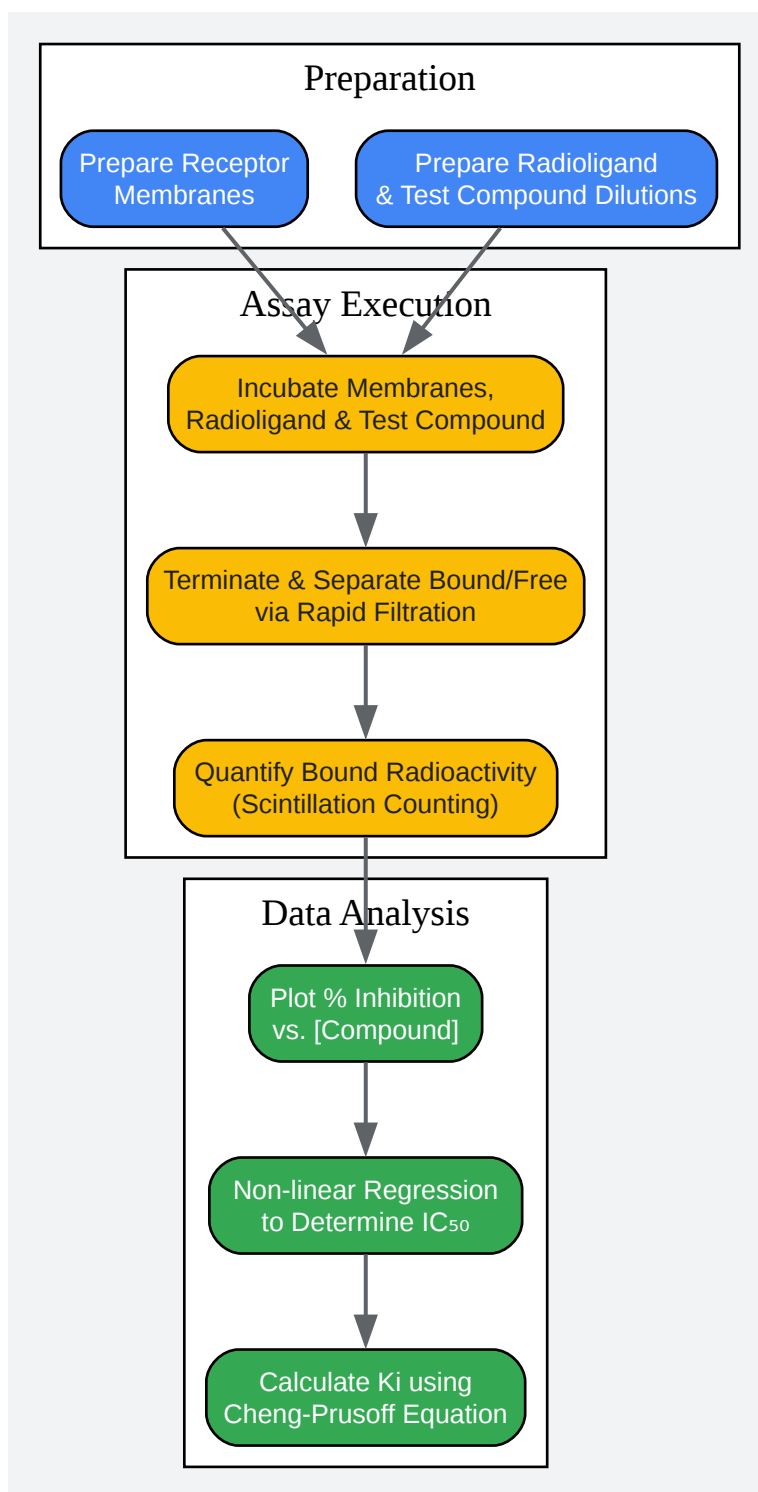 Preparation
Prepare Receptor
Membranes
Prepare Radioligand
& Test Compound Dilutions
Assay Execution
Incubate Membranes,
Radioligand & Test Compound
Terminate & Separate Bound/Free
via Rapid Filtration
Quantify Bound Radioactivity
(Scintillation Counting)
Data Analysis
Plot % Inhibition
vs. [Compound]
Non-linear Regression
to Determine IC₅₀
Calculate Ki using
Cheng-Prusoff Equation